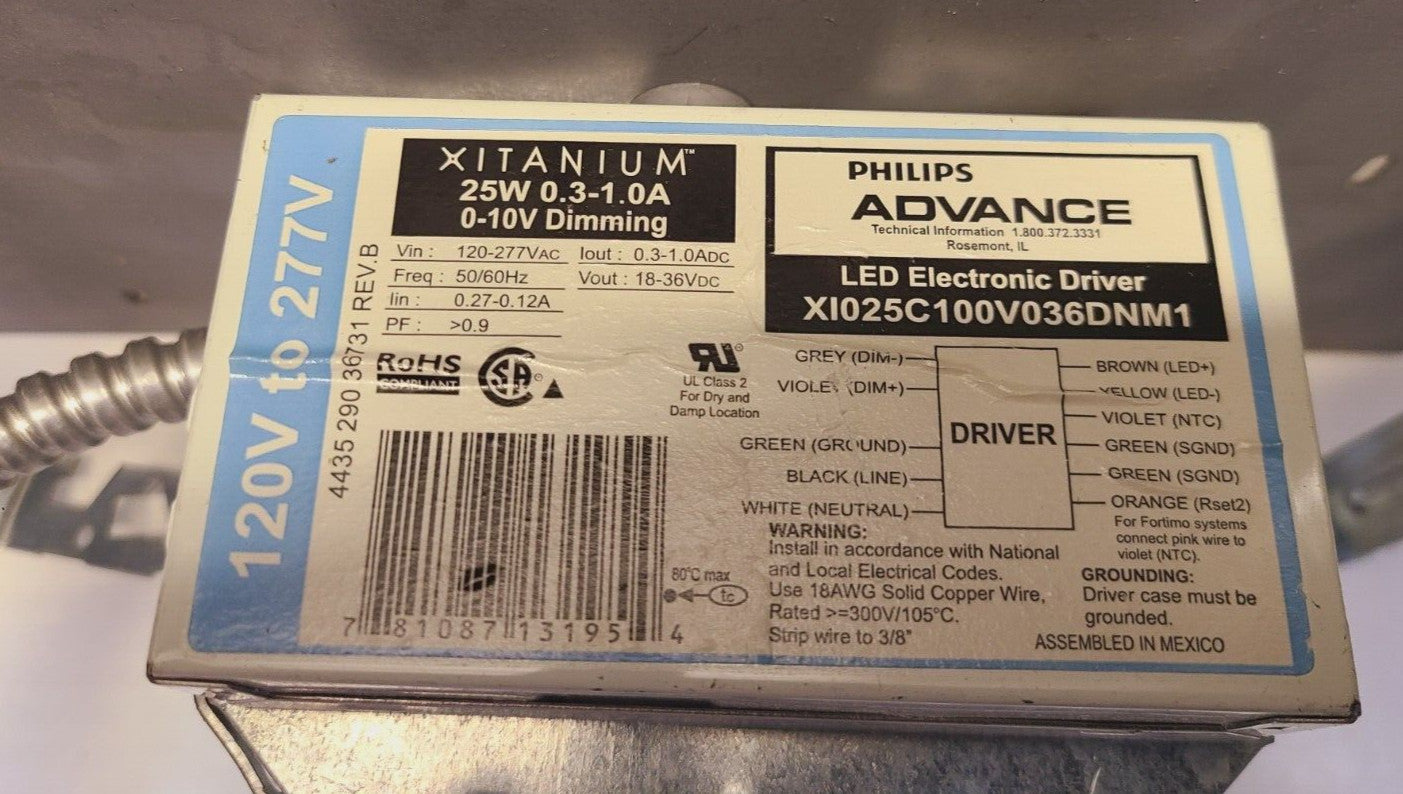 120V to 277V
4435 290 36731 REV.B
XITANIUM™
25W 0.3-1.0A
0-10V Dimming
Vin : 120-277VAC Iout : 0.3-1.0ADC
Freq : 50/60Hz Vout : 18-36VDC
Iin : 0.27-0.12A
PF : >0.9
RoHS
COMPLIANT
SA ®
RU ®
UL Class 2
For Dry and
Damp Location
7 81087 13195 4
80°C max
tc
PHILIPS
ADVANCE
Technical Information 1.800.372.3331
Rosemont, IL
LED Electronic Driver
XI025C100V036DNM1
GREY (DIM-)
VIOLET (DIM+)
GREEN (GROUND)
BLACK (LINE)
WHITE (NEUTRAL)
DRIVER
BROWN (LED+)
YELLOW (LED-)
VIOLET (NTC)
GREEN (SGND)
GREEN (SGND)
ORANGE (Rset2)
For Fortimo systems
connect pink wire to
violet (NTC).
WARNING:
Install in accordance with National
and Local Electrical Codes.
Use 18AWG Solid Copper Wire,
Rated >=300V/105°C.
Strip wire to 3/8"
GROUNDING:
Driver case must be
grounded.
ASSEMBLED IN MEXICO